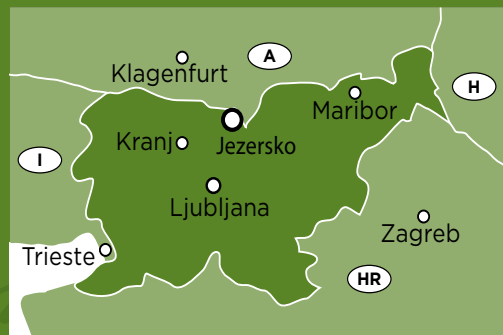 A
Klagenfurt
H
Maribor
Kranj
Jezersko
I
Ljubljana
Zagreb
Trieste
HR